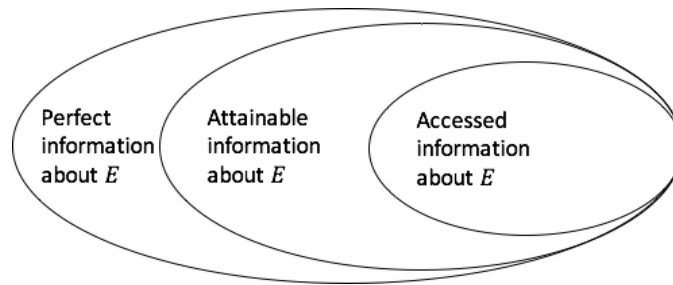 Perfect
information
about E
Attainable
information
about E
Accessed
information
about E